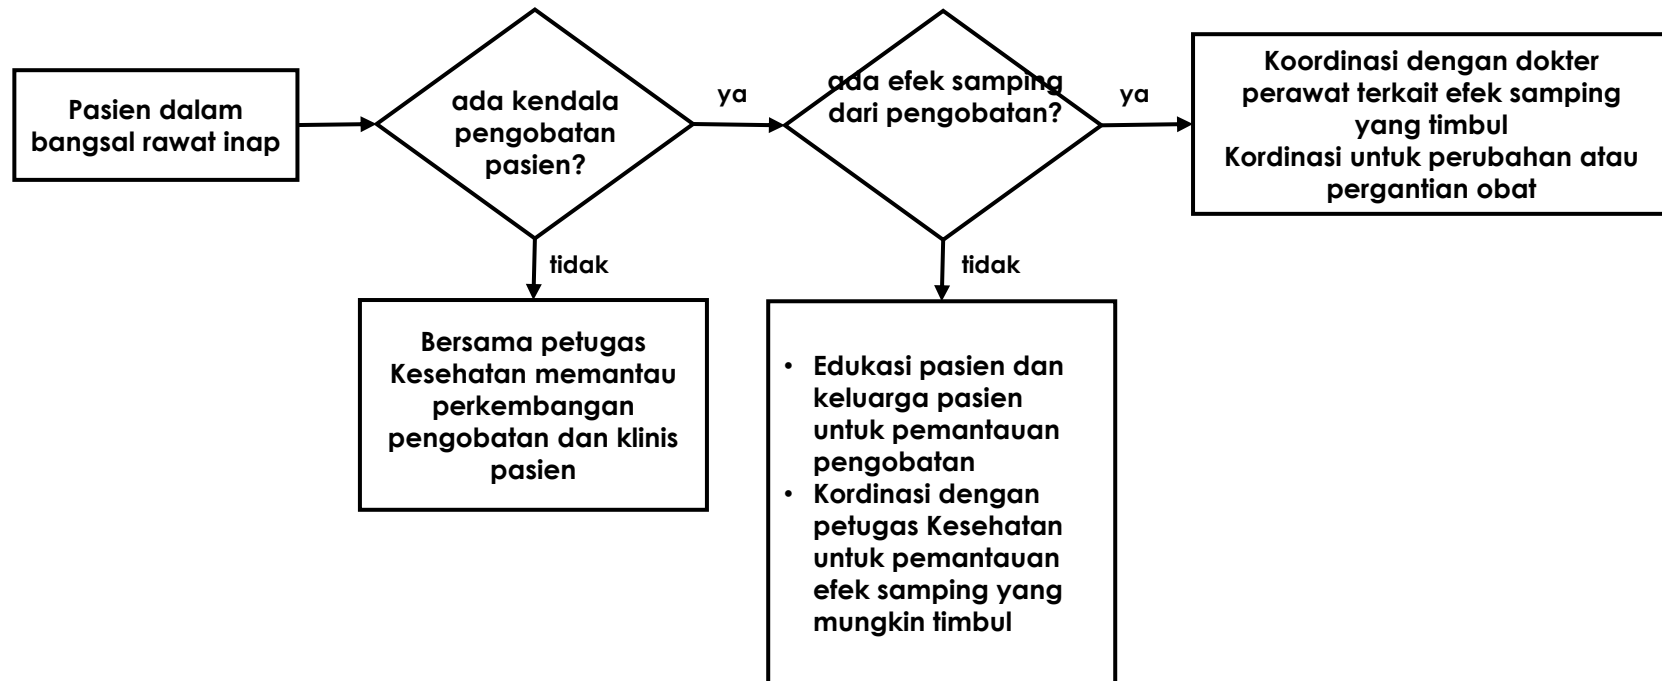 Pasien dalam
bangsal rawat inap
ada kendala
pengobatan
pasien?
ya
ada efek samping
dari pengobatan?
ya
Koordinasi dengan dokter
perawat terkait efek samping
yang timbul
Kordinasi untuk perubahan atau
pergantian obat
tidak
tidak
Bersama petugas
Kesehatan memantau
perkembangan
pengobatan dan klinis
pasien
• Edukasi pasien dan
keluarga pasien
untuk pemantauan
pengobatan
• Kordinasi dengan
petugas Kesehatan
untuk pemantauan
efek samping yang
mungkin timbul